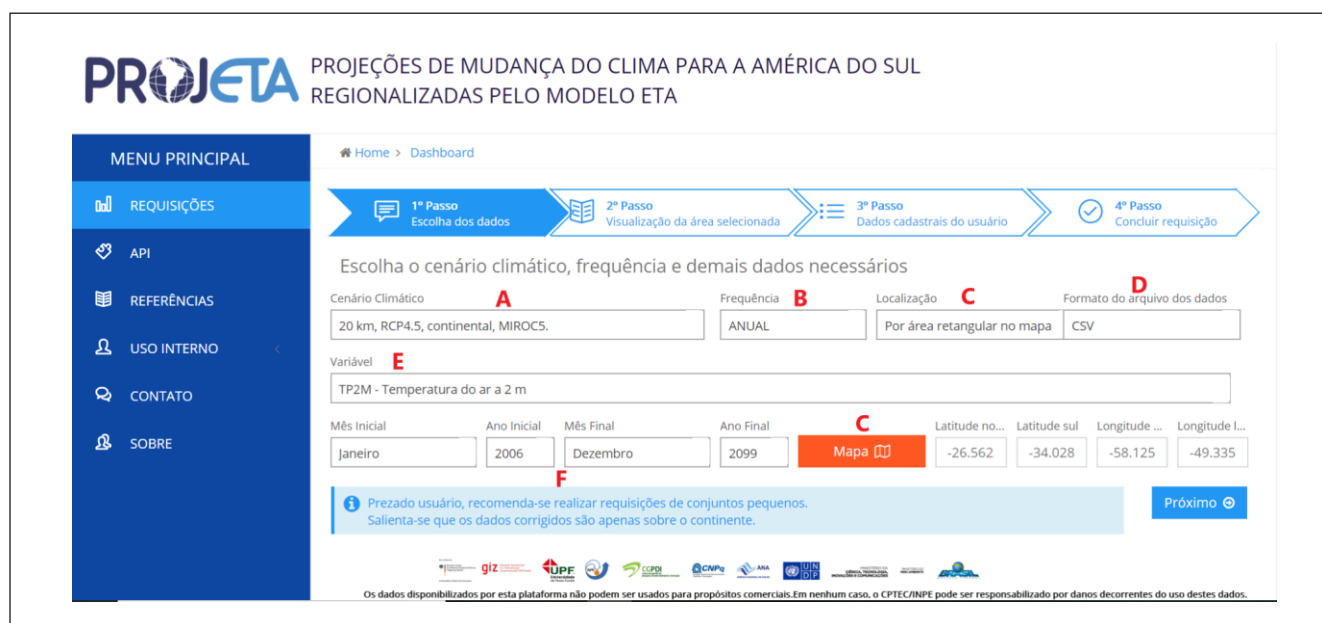 PROJETA
PROJEÇÕES DE MUDANÇA DO CLIMA PARA A AMÉRICA DO SUL
REGIONALIZADAS PELO MODELO ETA
MENU PRINCIPAL
REQUISIÇÕES
API
REFERÊNCIAS
USO INTERNO <
CONTATO
SOBRE
Home > Dashboard
1º Passo
Escolha dos dados
2º Passo
Visualização da área selecionada
3º Passo
Dados cadastrais do usuário
4º Passo
Concluir requisição
Escolha o cenário climático, frequência e demais dados necessários
Cenário Climático A Frequência B Localização C Formato do arquivo dos dados D
20 km, RCP4.5, continental, MIROC5. ANUAL Por área retangular no mapa CSV
Variável E
TP2M - Temperatura do ar a 2 m
Mês Inicial Ano Inicial Mês Final Ano Final C Latitude no... Latitude sul Longitude ... Longitude l...
Janeiro 2006 Dezembro 2099 Mapa -26.562 -34.028 -58.125 -49.335
F
Prezado usuário, recomenda-se realizar requisições de conjuntos pequenos.
Salienta-se que os dados corrigidos são apenas sobre o continente.
Próximo
giz UPF CGPDI CNPq ANA UN DP
Os dados disponibilizados por esta plataforma não podem ser usados para propósitos comerciais.Em nenhum caso, o CPTEC/INPE pode ser responsabilizado por danos decorrentes do uso destes dados.